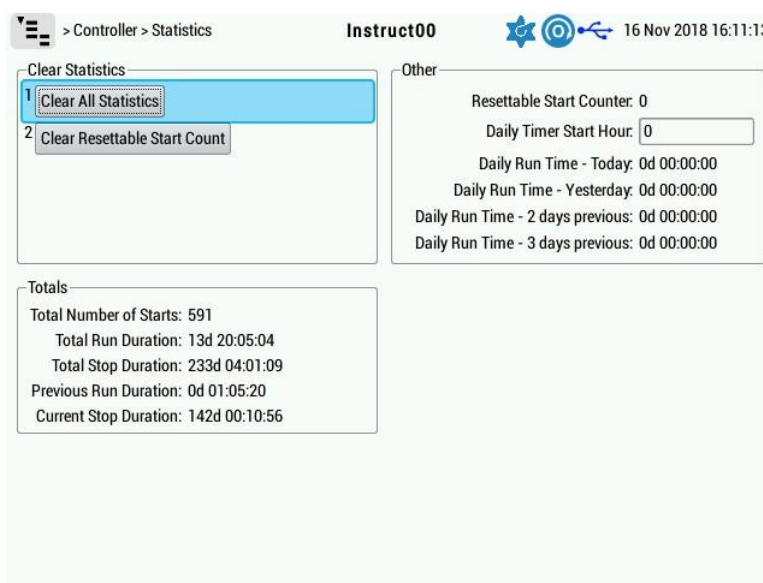 > Controller > Statistics
Instruct00
16 Nov 2018 16:11:13
Clear Statistics
1 Clear All Statistics
2 Clear Resettable Start Count
Other
Resettable Start Counter: 0
Daily Timer Start Hour: 0
Daily Run Time - Today: 0d 00:00:00
Daily Run Time - Yesterday: 0d 00:00:00
Daily Run Time - 2 days previous: 0d 00:00:00
Daily Run Time - 3 days previous: 0d 00:00:00
Totals
Total Number of Starts: 591
Total Run Duration: 13d 20:05:04
Total Stop Duration: 233d 04:01:09
Previous Run Duration: 0d 01:05:20
Current Stop Duration: 142d 00:10:56